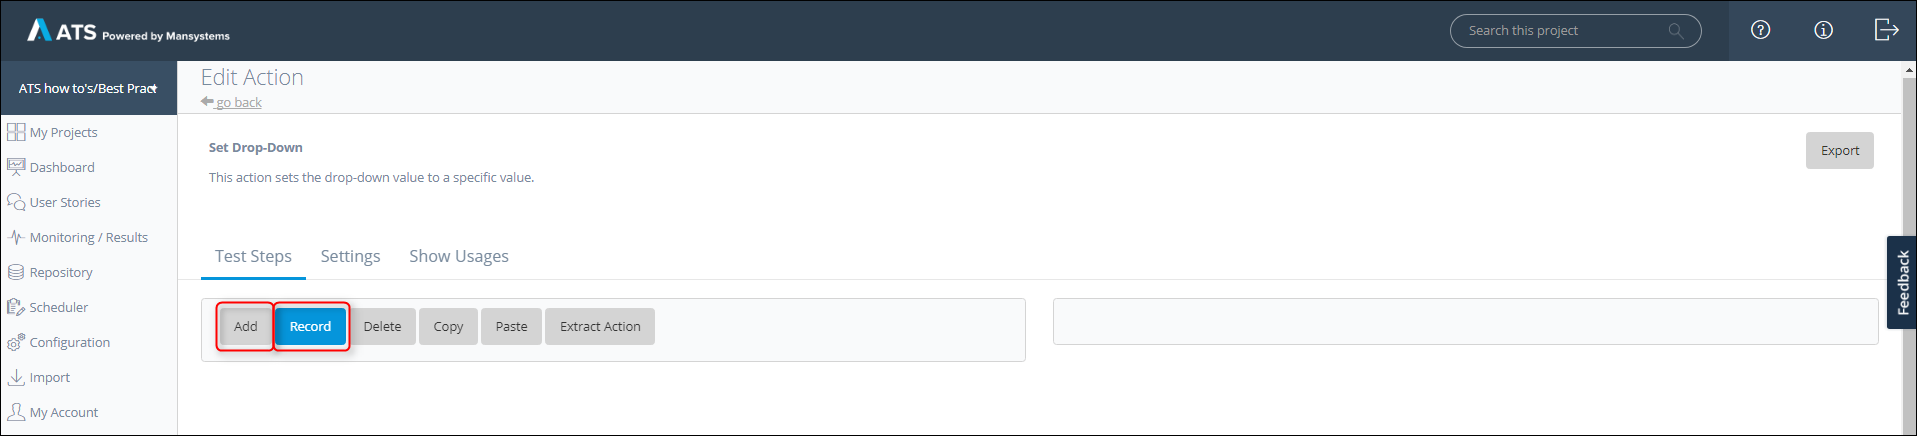 ATS Powered by Mansystems
Search this project
ATS how to's/Best Pract
Edit Action
go back
My Projects
Dashboard
User Stories
Monitoring / Results
Repository
Scheduler
Configuration
Import
My Account
Set Drop-Down
Export
This action sets the drop-down value to a specific value.
Test Steps Settings Show Usages
Add Record Delete Copy Paste Extract Action
Feedback